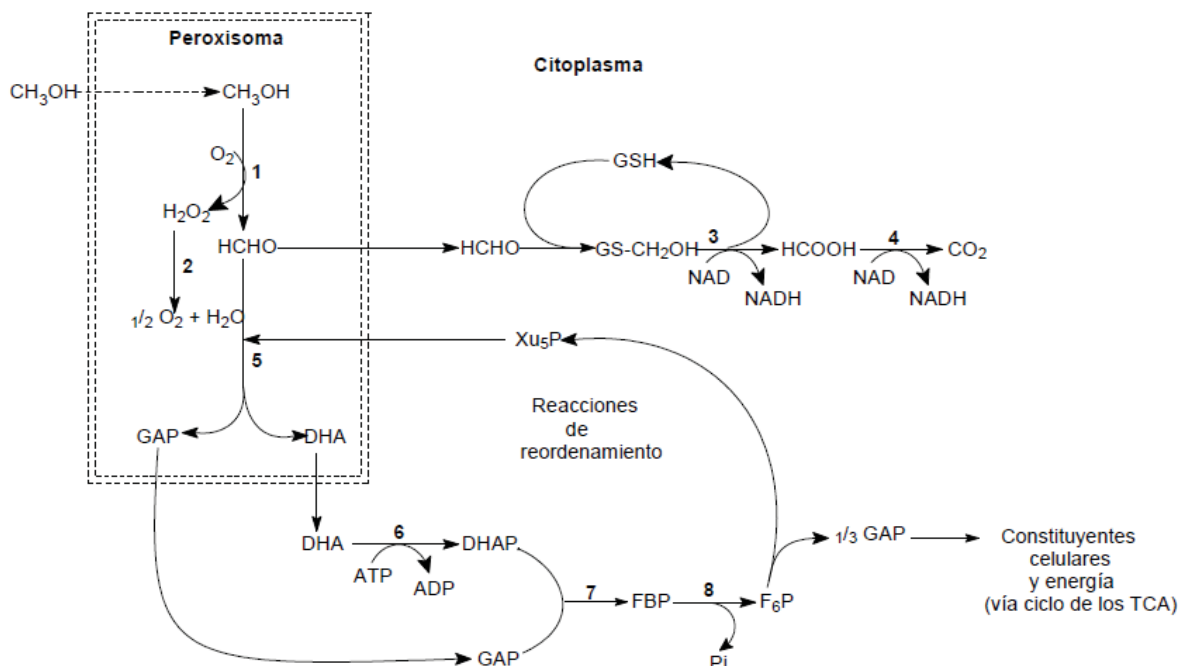 Peroxisoma
Citoplasma
CH₃OH
CH₃OH
O₂
1
H₂O₂
HCHO
2
1/2 O₂ + H₂O
GSH
HCHO
GS-CH₂OH
3
HCOOH
4
CO₂
NAD
NADH
NAD
NADH
Xu₅P
5
Reacciones
de
reordenamiento
GAP
DHA
DHA
6
DHAP
ATP
ADP
7
FBP
8
F₆P
1/3 GAP
Constituyentes
celulares
y energía
(vía ciclo de los TCA)
GAP
Pi